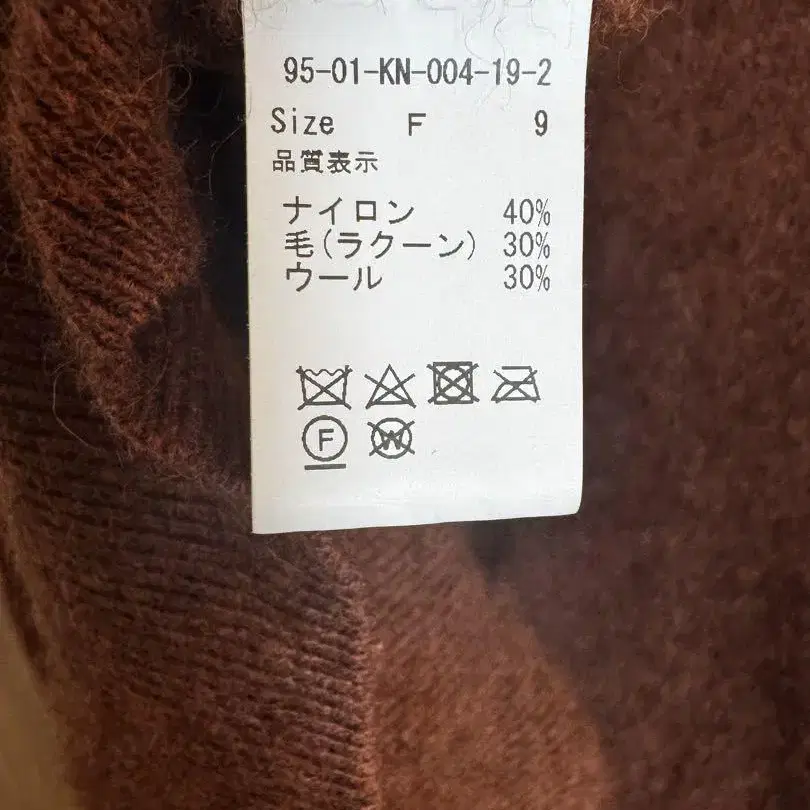 95-01-KN-004-19-2
Size F 9
品質表示
ナイロン 40%
毛(ラクーン) 30%
ウール 30%
F W